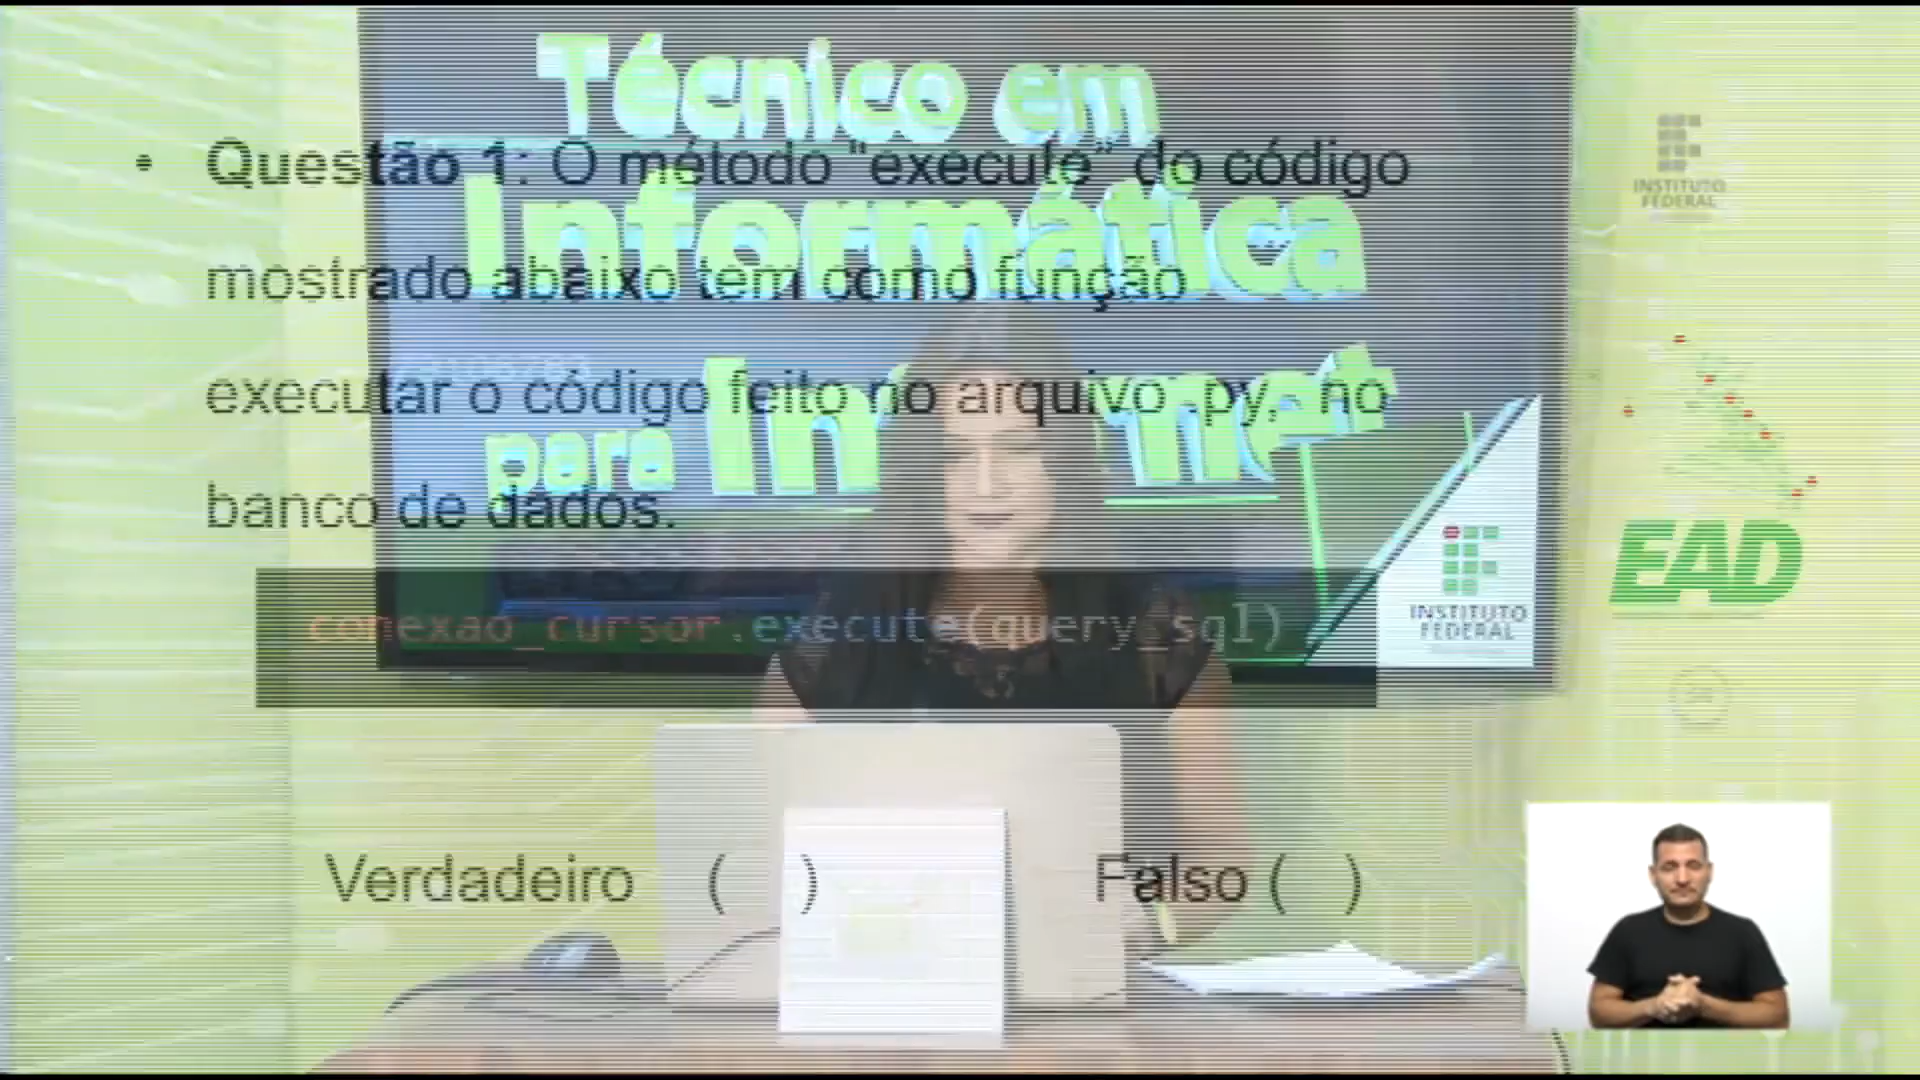 Técnico em
Informática
para Internet
• Questão 1: O método "execute" do código
mostrado abaixo tem como função
executar o código feito no arquivo .py, no
banco de dados.
conexao_cursor.execute(query_sql)
Verdadeiro ( ) Falso ( )
INSTITUTO
FEDERAL
EAD
INSTITUTO
FEDERAL